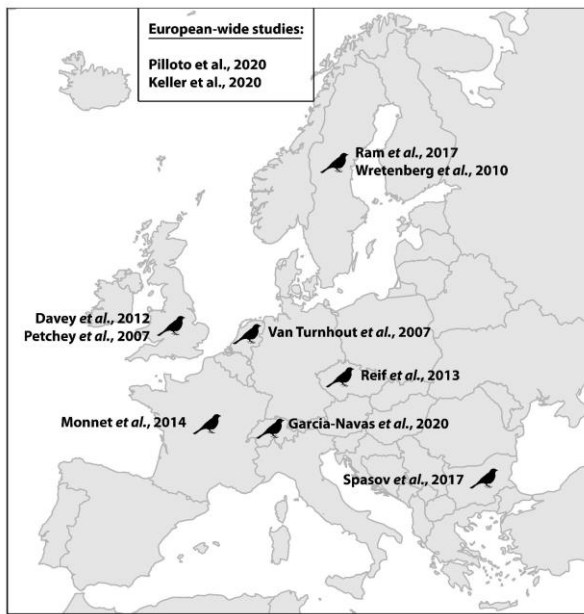 European-wide studies:
Pilloto et al., 2020
Keller et al., 2020
Ram et al., 2017
Wretenberg et al., 2010
Davey et al., 2012
Petchey et al., 2007
Van Turnhout et al., 2007
Reif et al., 2013
Monnet et al., 2014
Garcia-Navas et al., 2020
Spasov et al., 2017